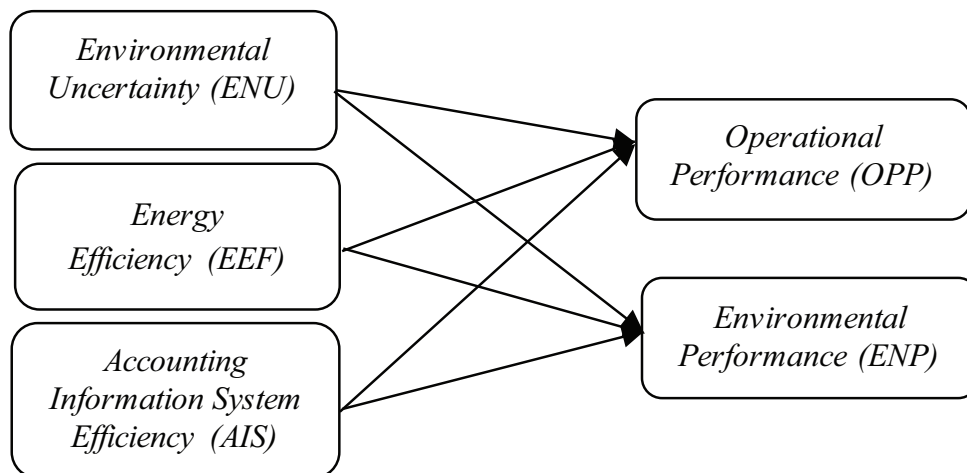 Environmental
Uncertainty (ENU)
Energy
Efficiency (EEF)
Accounting
Information System
Efficiency (AIS)
Operational
Performance (OPP)
Environmental
Performance (ENP)